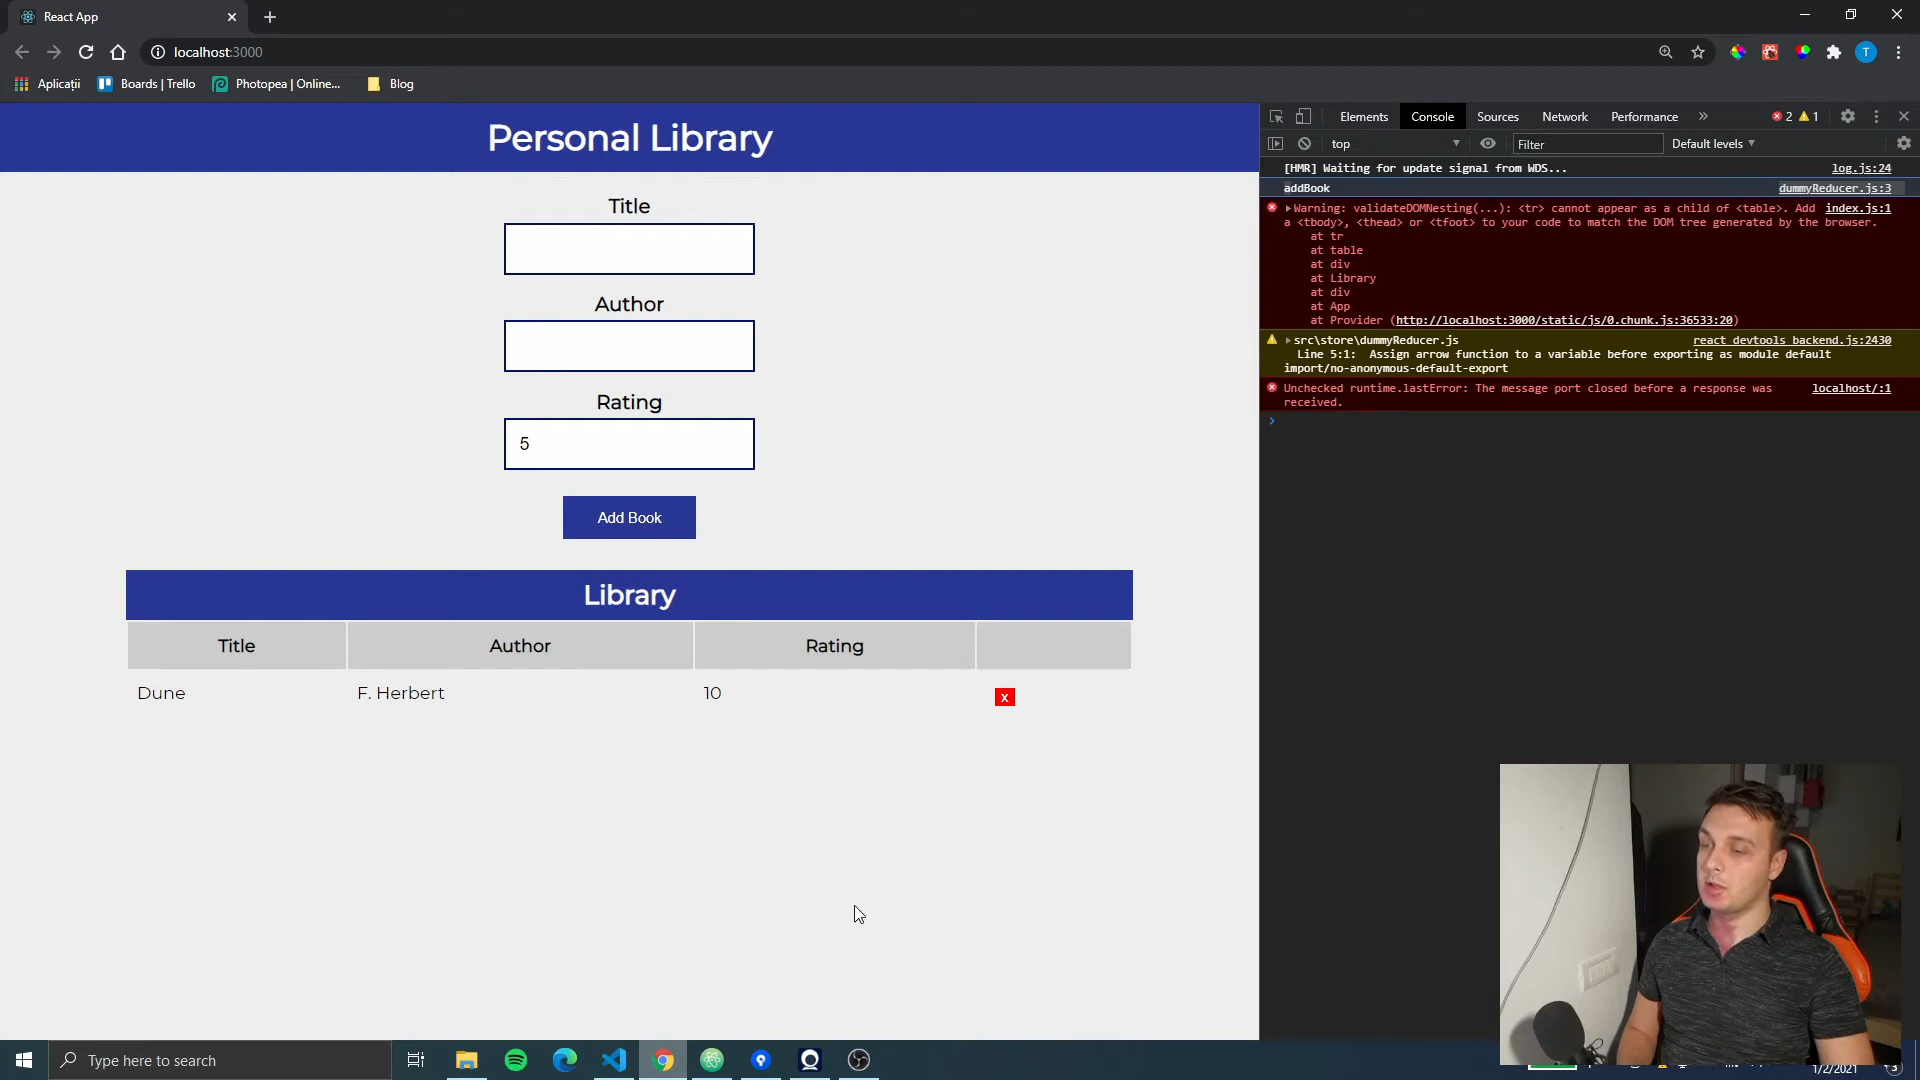 React App
localhost:3000
T
Aplicații
Boards | Trello
Photopea | Online...
Blog
Personal Library
Title
Author
Rating
5
Add Book
Library
Title
Author
Rating
Dune
F. Herbert
10
x
Elements
Console
Sources
Network
Performance
2
1
top
Filter
Default levels
[HMR] Waiting for update signal from WDS...
log.js:24
addBook
dummyReducer.js:3
Warning: validateDOMNesting(...): <tr> cannot appear as a child of <table>. Add
index.js:1
a <tbody>, <thead> or <tfoot> to your code to match the DOM tree generated by the browser.
at tr
at table
at div
at Library
at div
at App
at Provider (http://localhost:3000/static/js/0.chunk.js:36533:20)
src\store\dummyReducer.js
react_devtools_backend.js:2430
Line 5:1: Assign arrow function to a variable before exporting as module default
import/no-anonymous-default-export
Unchecked runtime.lastError: The message port closed before a response was
localhost/:1
received.
Type here to search
1/2/2021
3